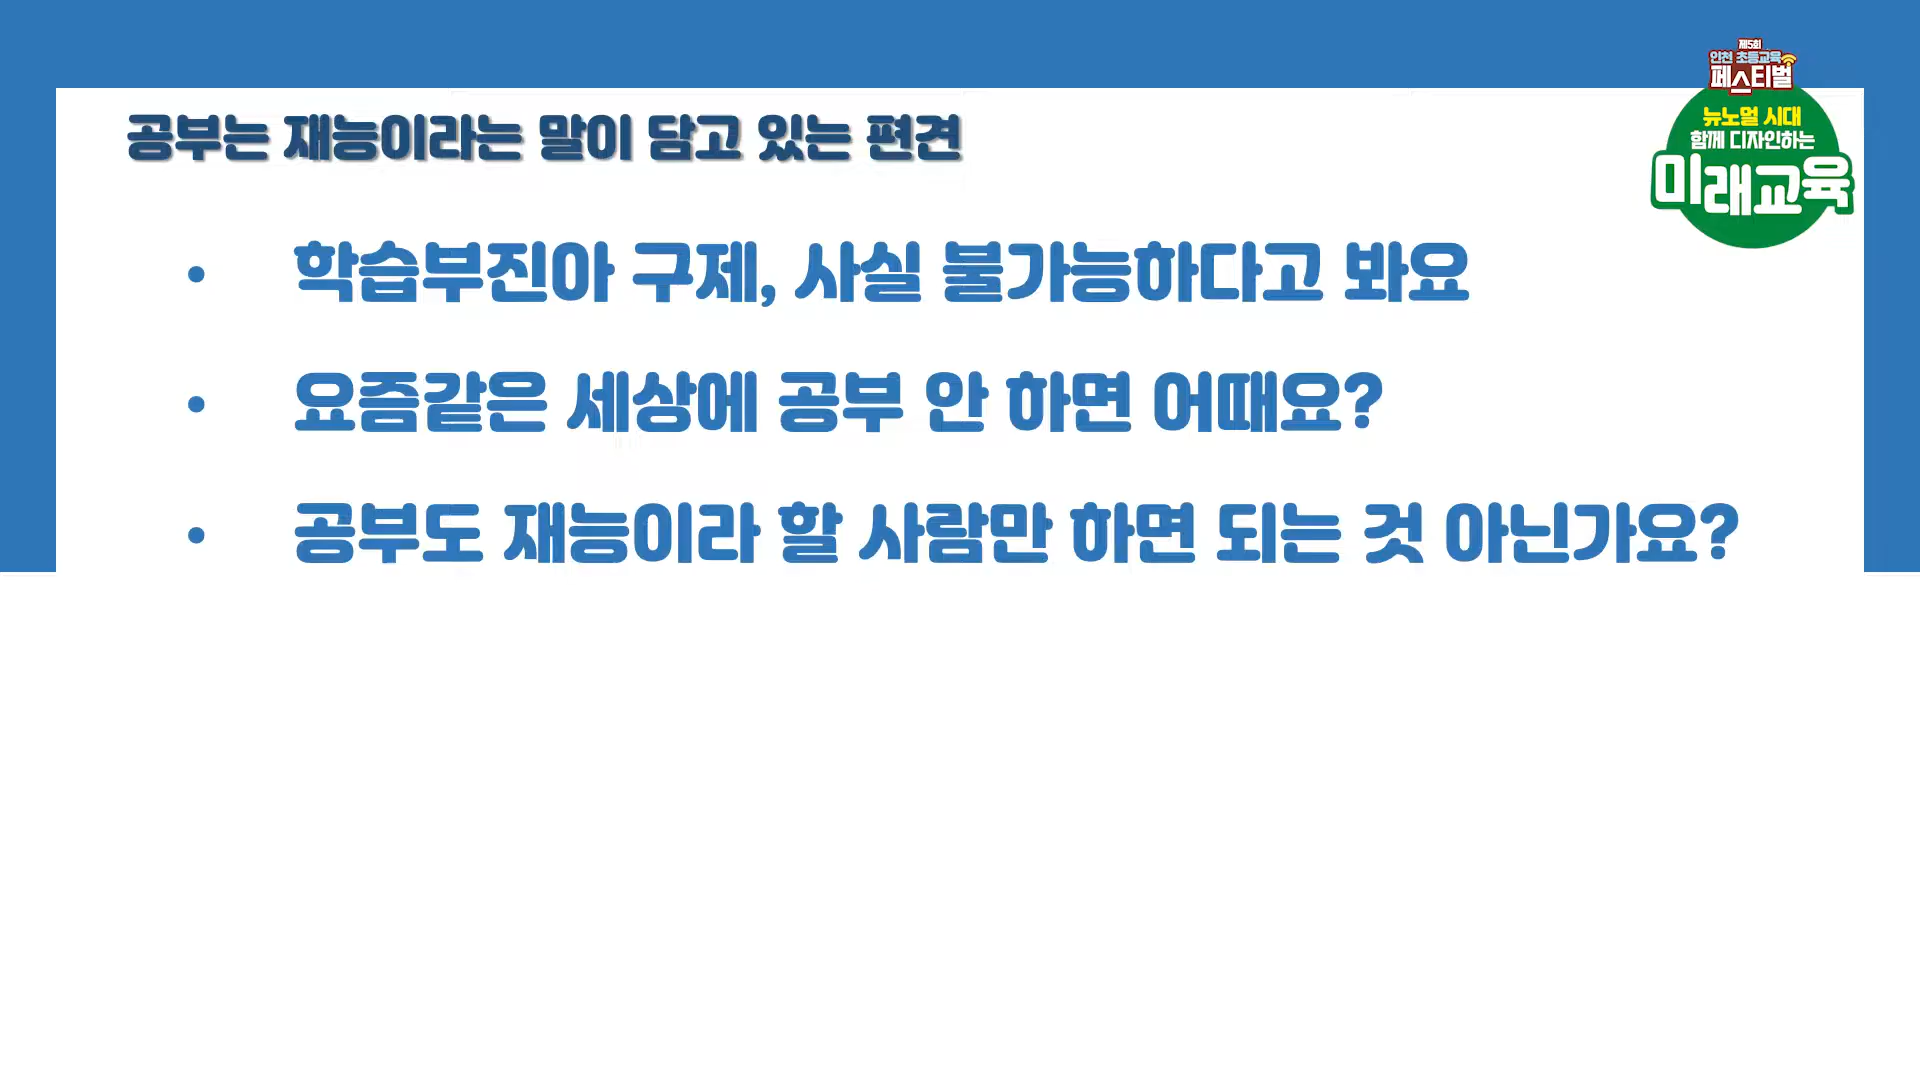 제5회
인천 초등교육
페스티벌
뉴노멀 시대
함께 디자인하는
미래교육
공부는 재능이라는 말이 담고 있는 편견
• 학습부진아 구제, 사실 불가능하다고 봐요
• 요즘같은 세상에 공부 안 하면 어때요?
• 공부도 재능이라 할 사람만 하면 되는 것 아닌가요?